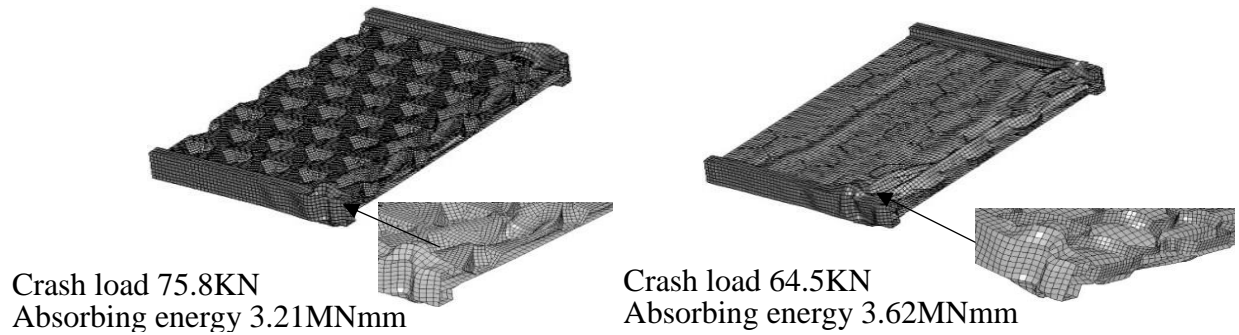 Crash load 75.8KN
Absorbing energy 3.21MNmm
Crash load 64.5KN
Absorbing energy 3.62MNmm